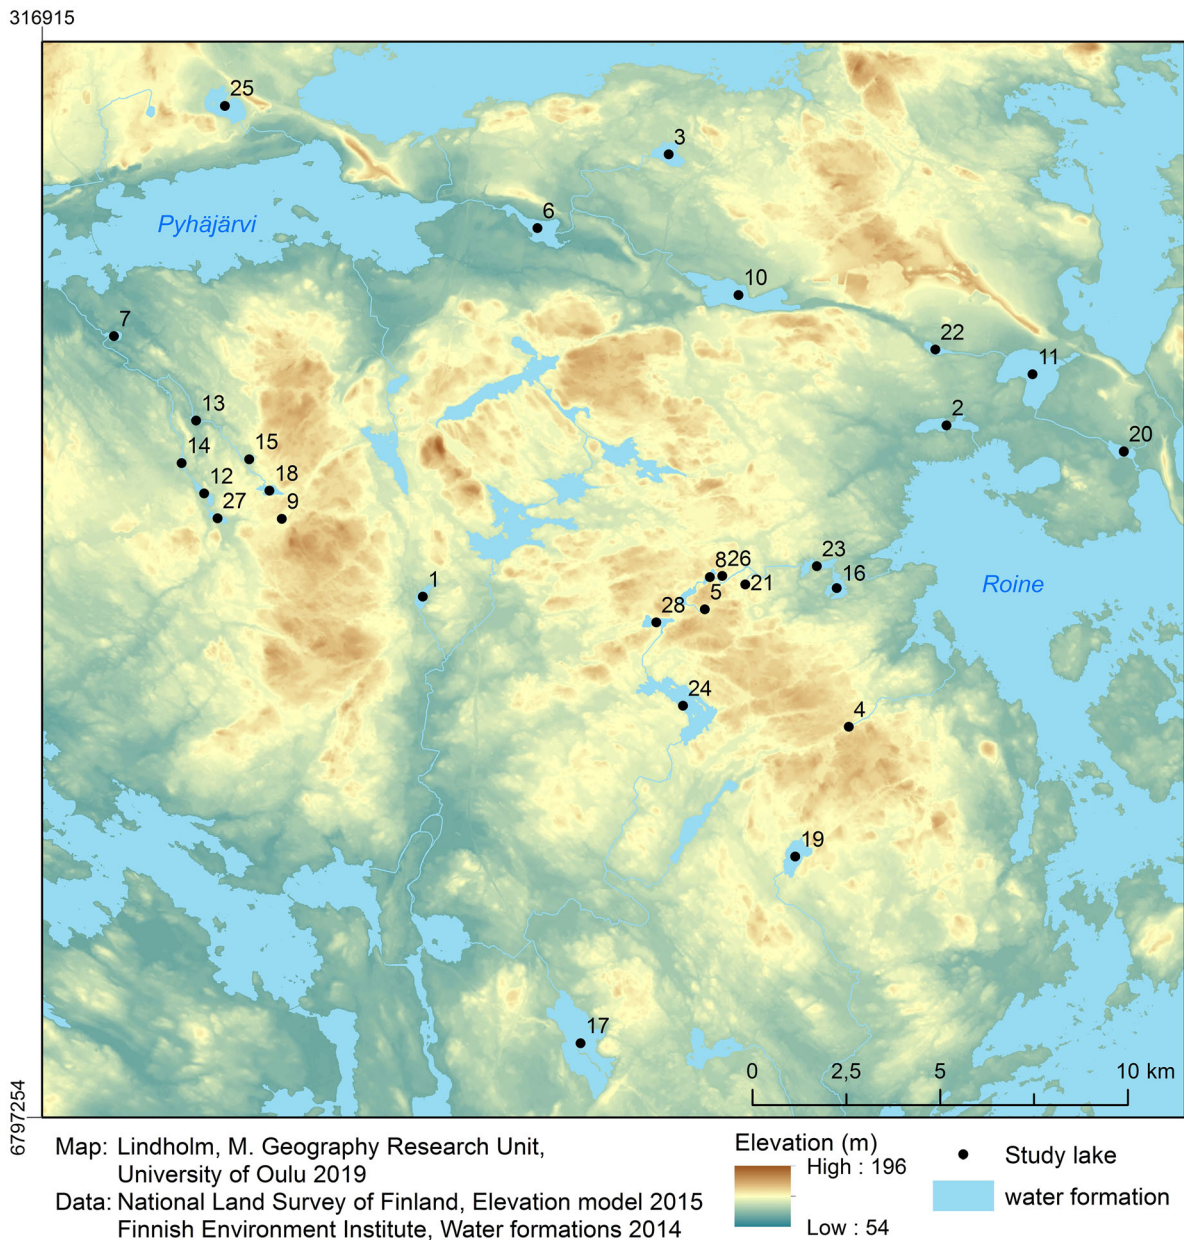 316915
25
3
Pyhäjärvi
6
10
7
22
11
13
2
15
20
14
18
12
27
9
826
23
1
21
16
5
Roine
28
24
4
19
17
0 2,5 5 10 km
6797254
Map: Lindholm, M. Geography Research Unit,
University of Oulu 2019
Data: National Land Survey of Finland, Elevation model 2015
Finnish Environment Institute, Water formations 2014
Elevation (m)
High : 196
Low : 54
Study lake
water formation